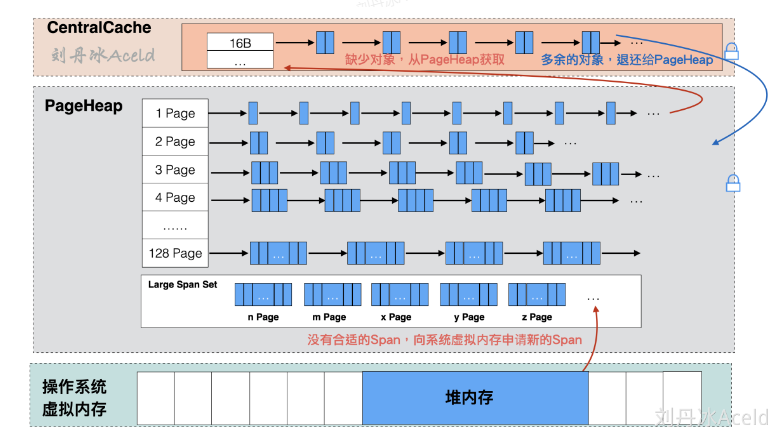 CentralCache
刘丹冰Aceld
16B
…
…
缺少对象，从PageHeap获取
多余的对象，退还给PageHeap
PageHeap
1 Page
…
2 Page
…
3 Page
…
4 Page
…
……
128 Page
…
…
…
…
Large Span Set
…
…
…
…
…
…
n Page
m Page
x Page
y Page
z Page
没有合适的Span，向系统虚拟内存申请新的Span
操作系统
虚拟内存
堆内存
刘丹冰Aceld